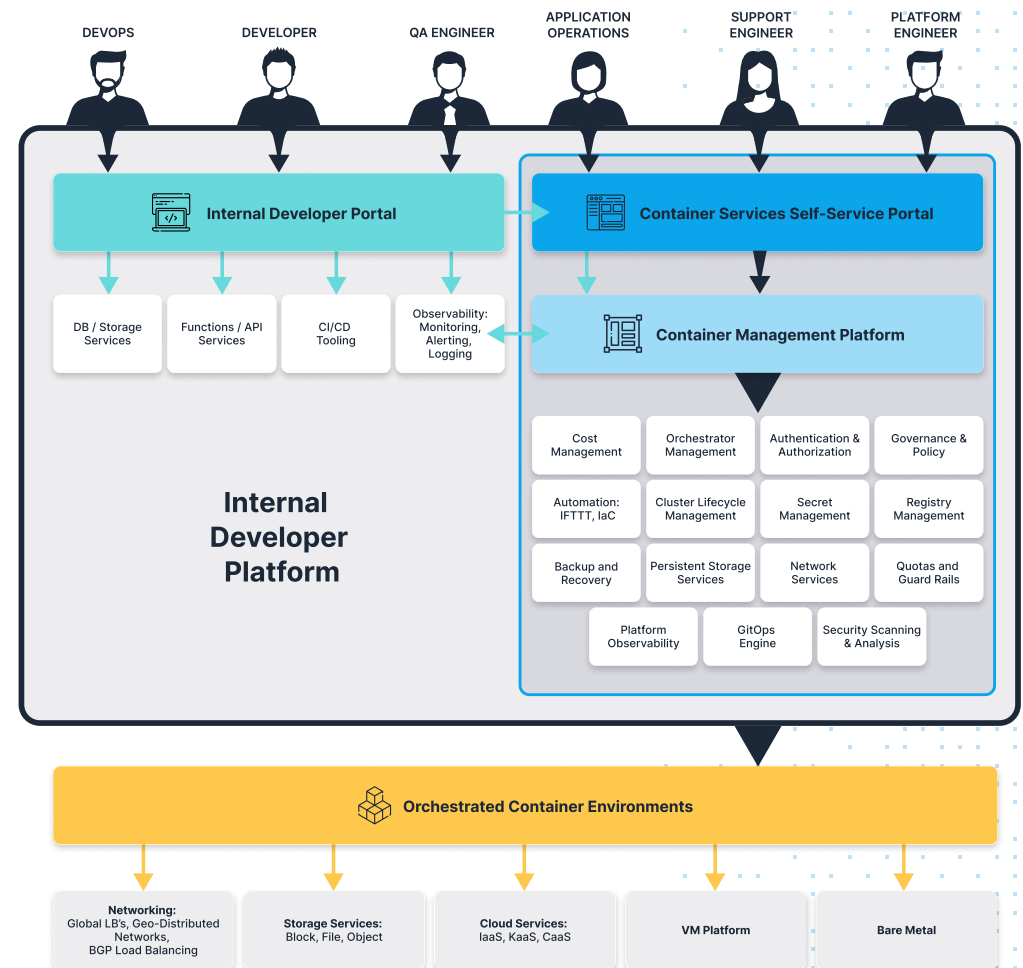 DEVOPS
DEVELOPER
QA ENGINEER
APPLICATION
OPERATIONS
SUPPORT
ENGINEER
PLATFORM
ENGINEER
Internal Developer Portal
Container Services Self-Service Portal
DB / Storage
Services
Functions / API
Services
CI/CD
Tooling
Observability:
Monitoring,
Alerting,
Logging
Container Management Platform
Cost
Management
Orchestrator
Management
Authentication &
Authorization
Governance &
Policy
Automation:
IFTTT, IaC
Cluster Lifecycle
Management
Secret
Management
Registry
Management
Backup and
Recovery
Persistent Storage
Services
Network
Services
Quotas and
Guard Rails
Platform
Observability
GitOps
Engine
Security Scanning
& Analysis
Internal
Developer
Platform
Orchestrated Container Environments
Networking:
Global LB's, Geo-Distributed
Networks,
BGP Load Balancing
Storage Services:
Block, File, Object
Cloud Services:
IaaS, KaaS, CaaS
VM Platform
Bare Metal